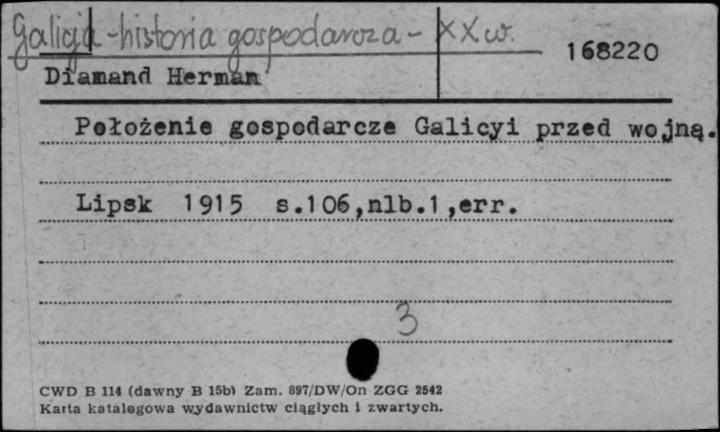 Galicja - historia gospodarcza - XX w.
168220
Diamand Herman
Położenie gospodarcze Galicyi przed wojną.
Lipsk 1915 s.106,nlb.1,err.
3
CWD B 114 (dawny B 15b) Zam. 897/DW/On ZGG 2542
Karta katalogowa wydawnictw ciągłych i zwartych.